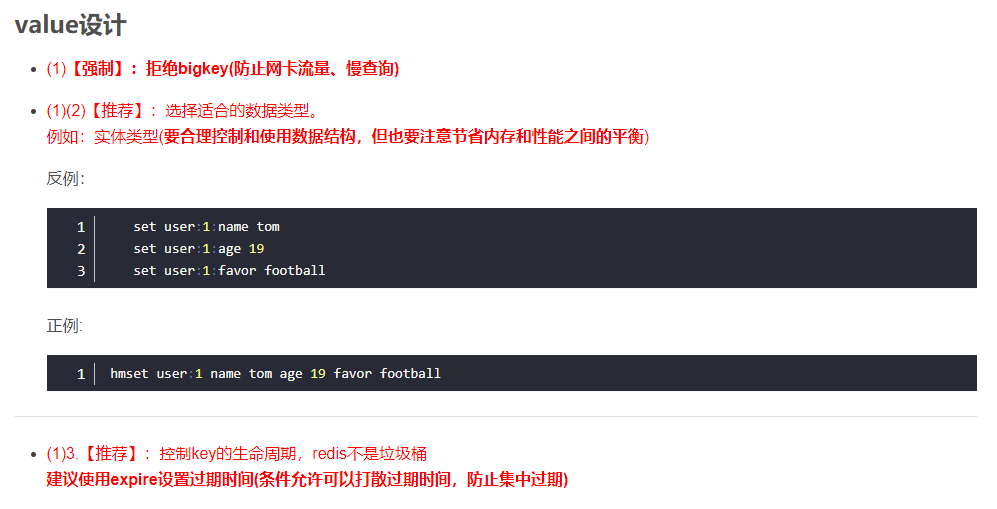 value设计
(1)【强制】：拒绝bigkey(防止网卡流量、慢查询)
(1)(2)【推荐】：选择适合的数据类型。
例如：实体类型(要合理控制和使用数据结构，但也要注意节省内存和性能之间的平衡)
反例：
1 set user:1:name tom
2 set user:1:age 19
3 set user:1:favor football
正例:
1 hmset user:1 name tom age 19 favor football
(1)3.【推荐】：控制key的生命周期，redis不是垃圾桶
建议使用expire设置过期时间(条件允许可以打散过期时间，防止集中过期)